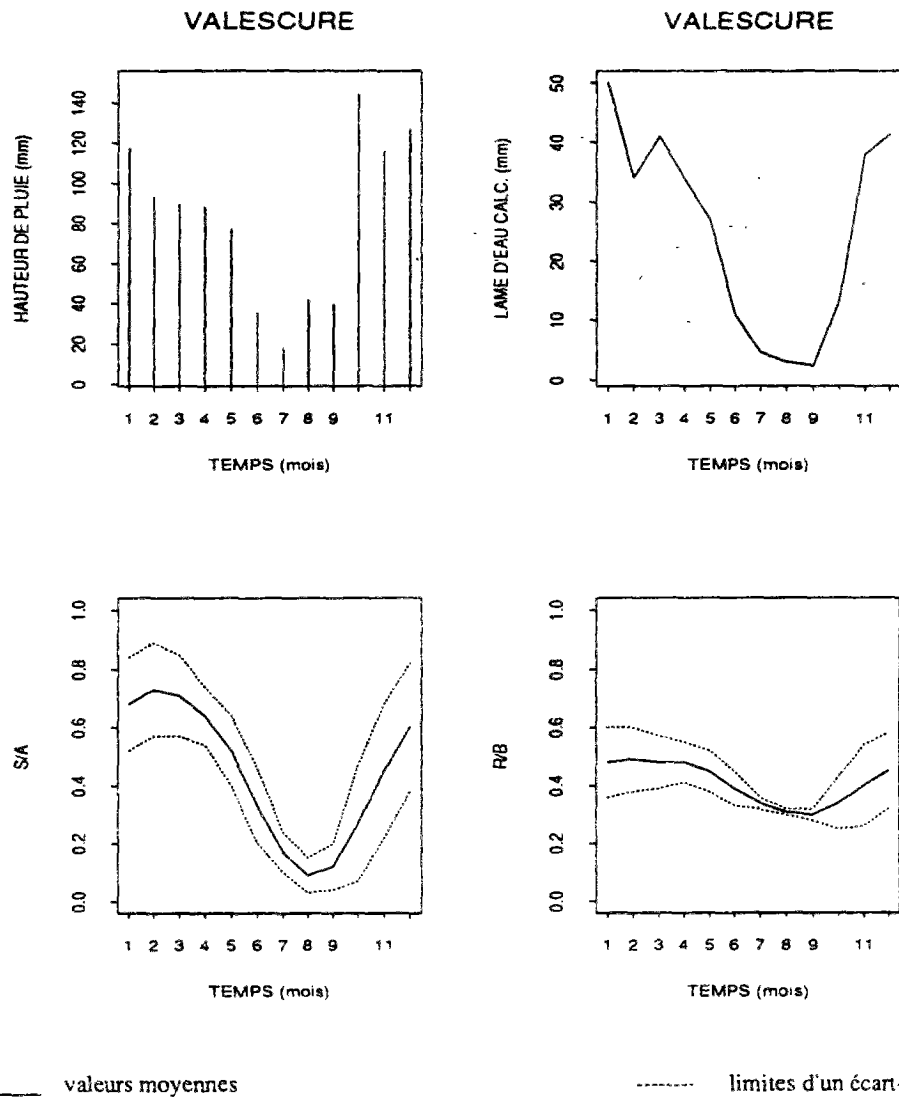 VALESCURE
HAUTEUR DE PLUIE (mm)
0 20 40 60 80 100 120 140
1 2 3 4 5 6 7 8 9 11
TEMPS (mois)
VALESCURE
LAME D'EAU CALC. (mm)
0 10 20 30 40 50
1 2 3 4 5 6 7 8 9 11
TEMPS (mois)
S/A
0.0 0.2 0.4 0.6 0.8 1.0
1 2 3 4 5 6 7 8 9 11
TEMPS (mois)
R/B
0.0 0.2 0.4 0.6 0.8 1.0
1 2 3 4 5 6 7 8 9 11
TEMPS (mois)
valeurs moyennes
limites d'un écart-